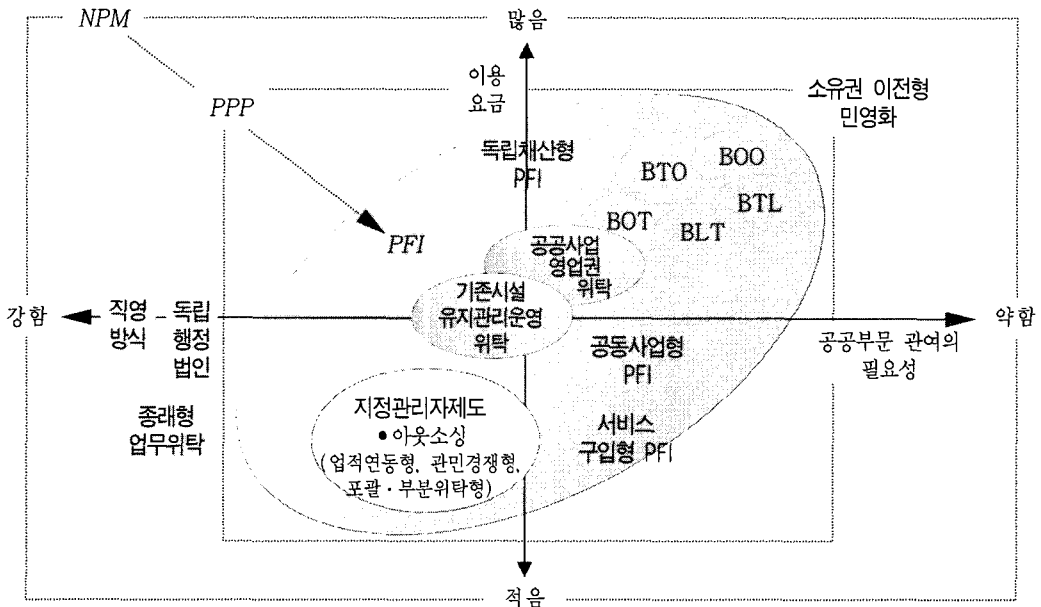 NPM
많음
이용
요금
PPP
소유권 이전형
민영화
독립채산형
PFI
BTO
BOO
BTL
BOT
BLT
PFI
공공사업
영업권
위탁
기존시설
유지관리운영
위탁
강함
직영
방식
독립
행정
법인
약함
공공부문 관여의
필요성
공동사업형
PFI
종래형
업무위탁
지정관리자제도
•아웃소싱
(업적연동형, 관민경쟁형,
포괄·부분위탁형)
서비스
구입형 PFI
적음